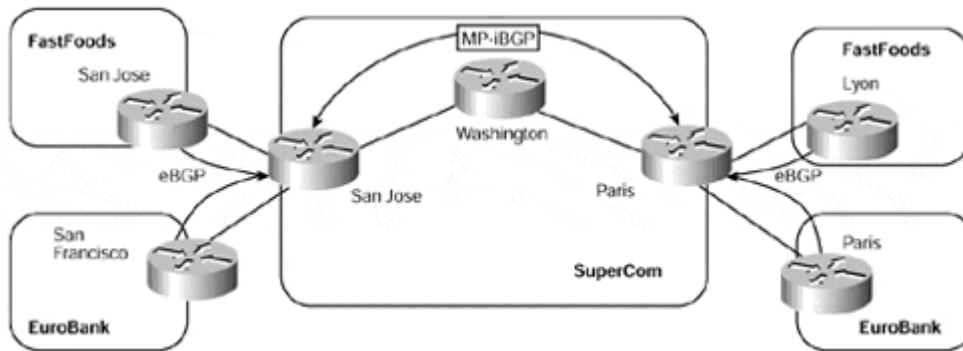 FastFoods
San Jose
eBGP
San
Francisco
EuroBank
MP-iBGP
Washington
San Jose
Paris
SuperCom
FastFoods
Lyon
eBGP
Paris
EuroBank